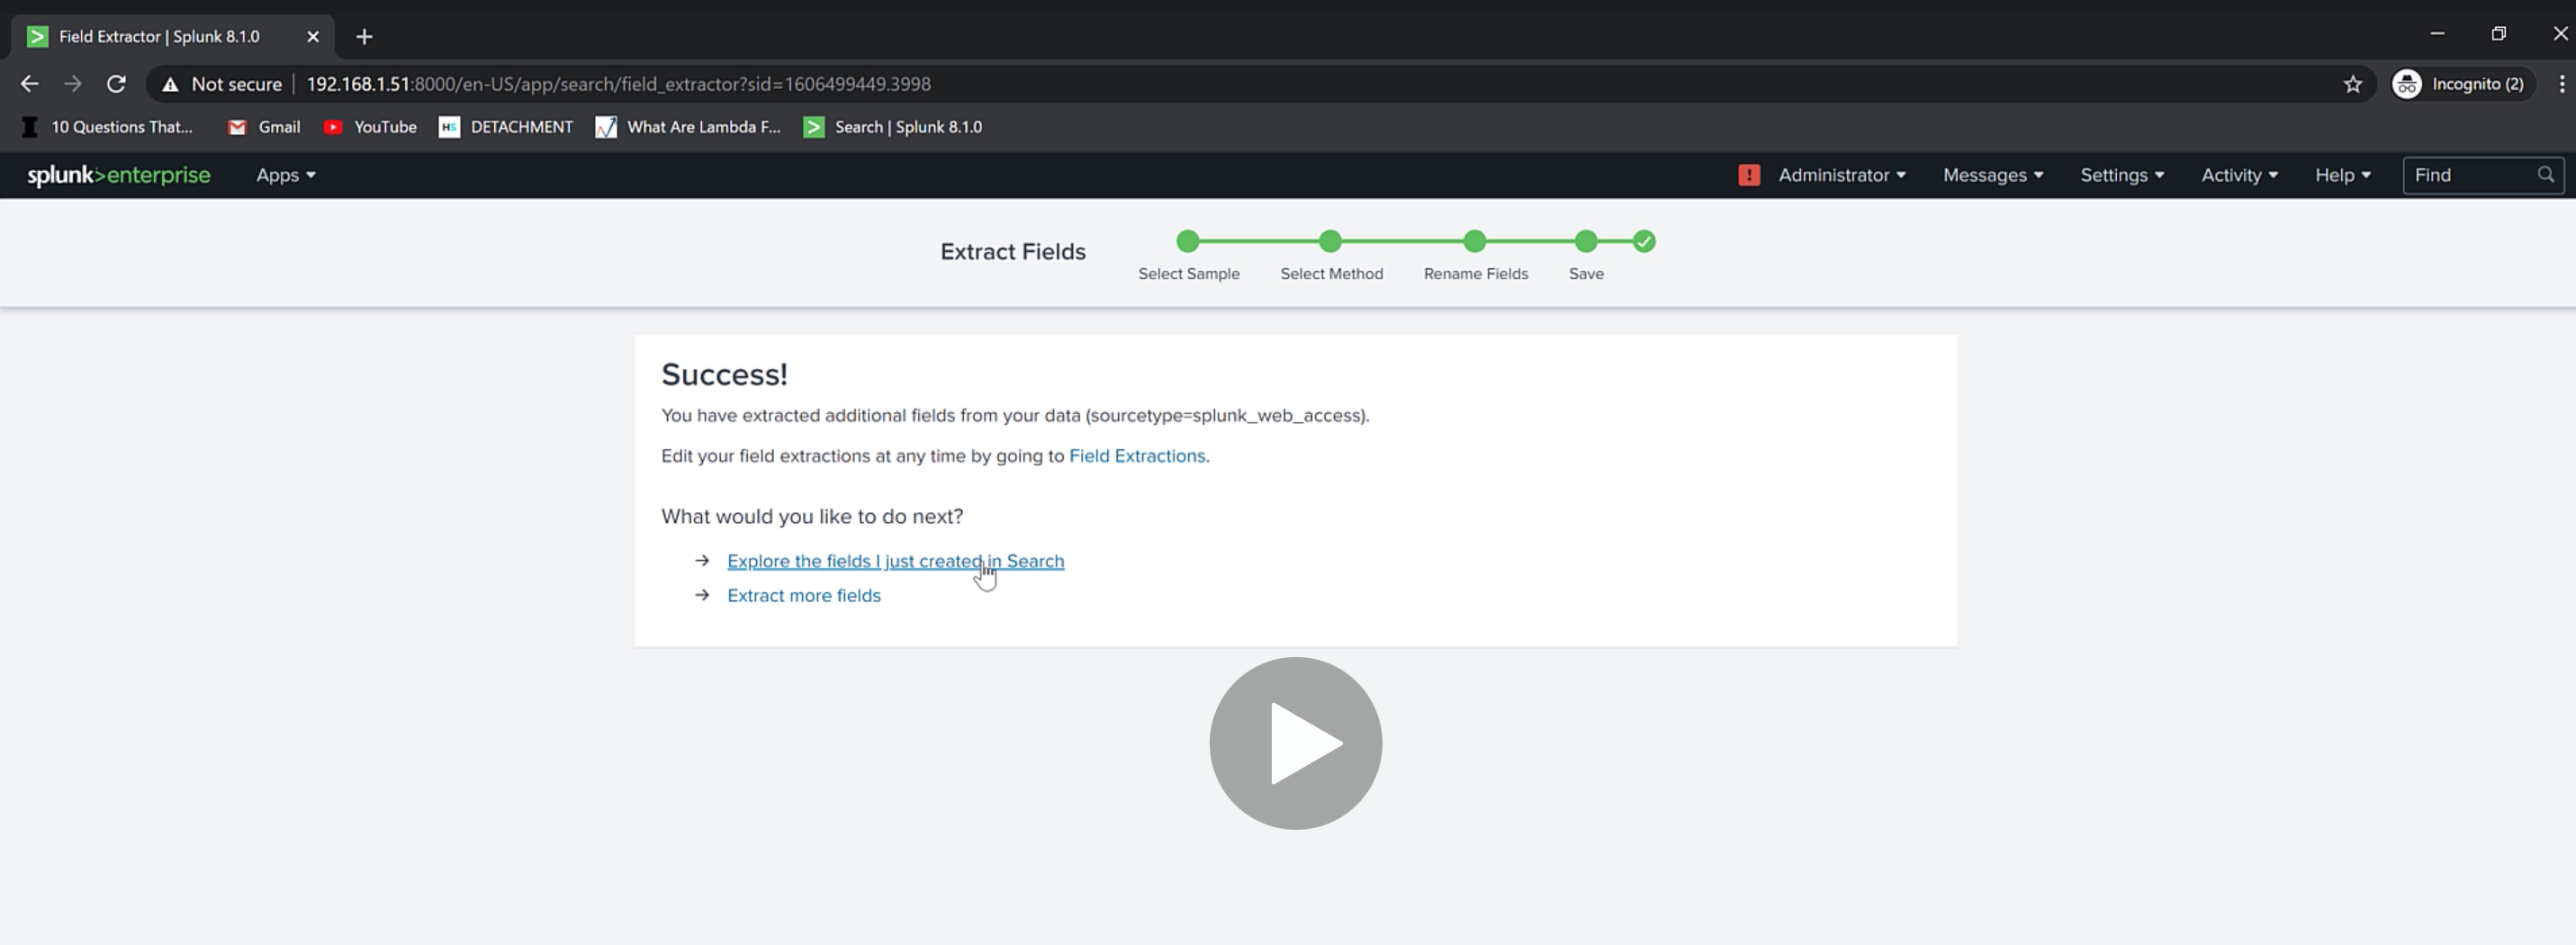 Field Extractor | Splunk 8.1.0
Not secure | 192.168.1.51:8000/en-US/app/search/field_extractor?sid=1606499449.3998
Incognito (2)
10 Questions That...
Gmail
YouTube
HS DETACHMENT
What Are Lambda F...
Search | Splunk 8.1.0
splunk>enterprise
Apps
Administrator
Messages
Settings
Activity
Help
Find
Extract Fields
Select Sample
Select Method
Rename Fields
Save
Success!
You have extracted additional fields from your data (sourcetype=splunk_web_access).
Edit your field extractions at any time by going to Field Extractions.
What would you like to do next?
→ Explore the fields I just created in Search
→ Extract more fields